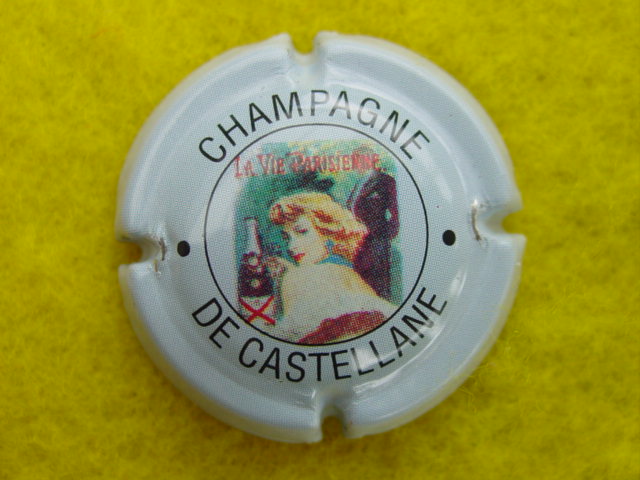 CHAMPAGNE
LA VIE PARISIENNE
DE CASTELLANE